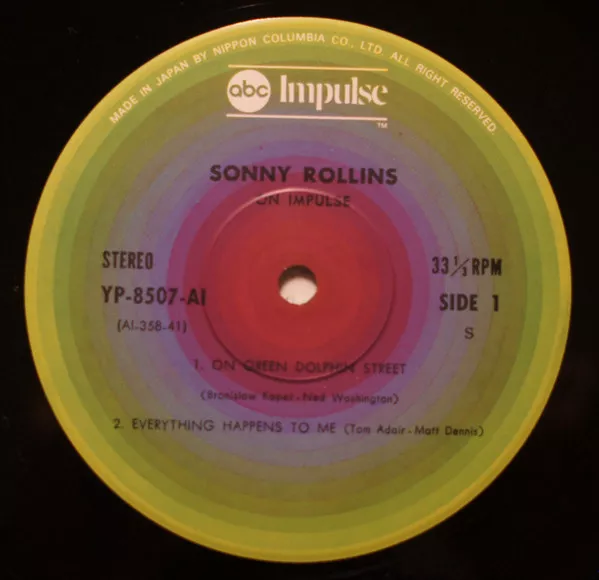 MADE IN JAPAN BY NIPPON COLUMBIA CO., LTD. ALL RIGHT RESERVED.
abc Impulse
TM
SONNY ROLLINS
ON IMPULSE
STEREO
YP-8507-AI
(AI-358-41)
33 1/3 RPM
SIDE 1
S
1. ON GREEN DOLPHIN STREET
(Bronislaw Kaper-Ned Washington)
2. EVERYTHING HAPPENS TO ME (Tom Adair-Matt Dennis)